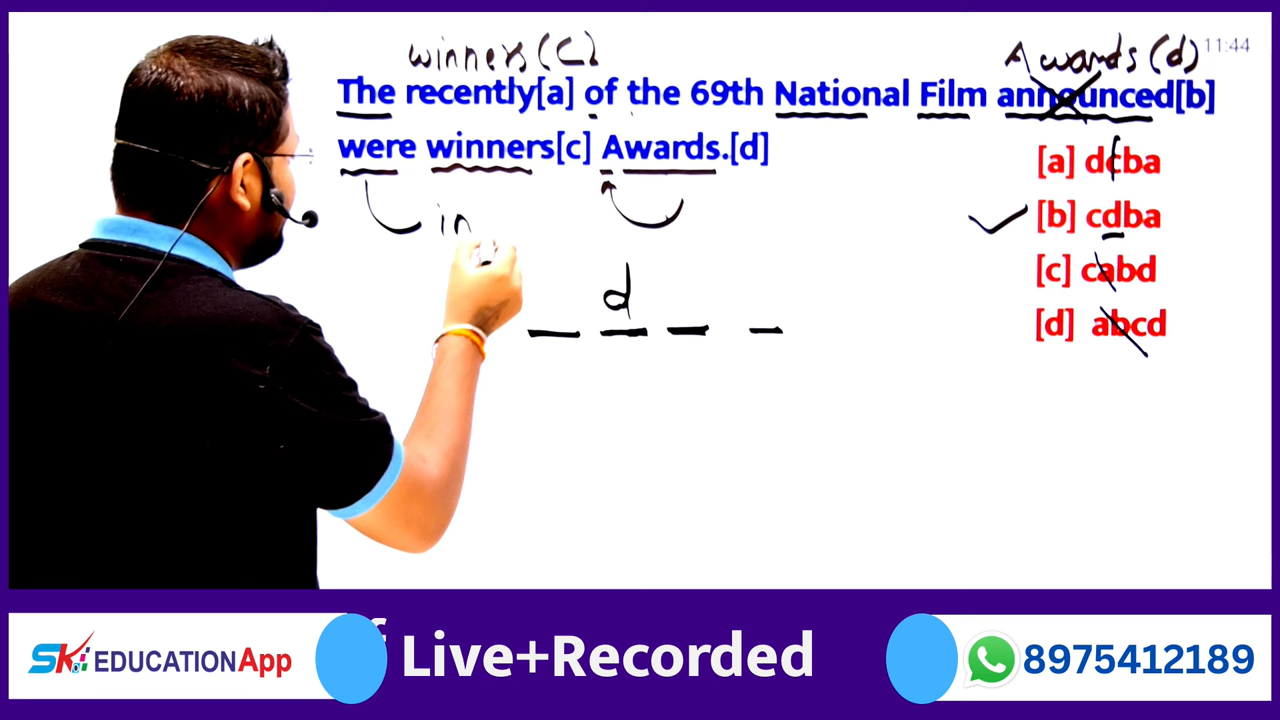 winners(C)
Awards(d)
11:44
The recently[a] of the 69th National Film announced[b]
were winners[c] Awards.[d]
[a] dcba
[b] cdba
[c] cabd
[d] abcd
in
d
Live+Recorded
SK EDUCATION App
8975412189